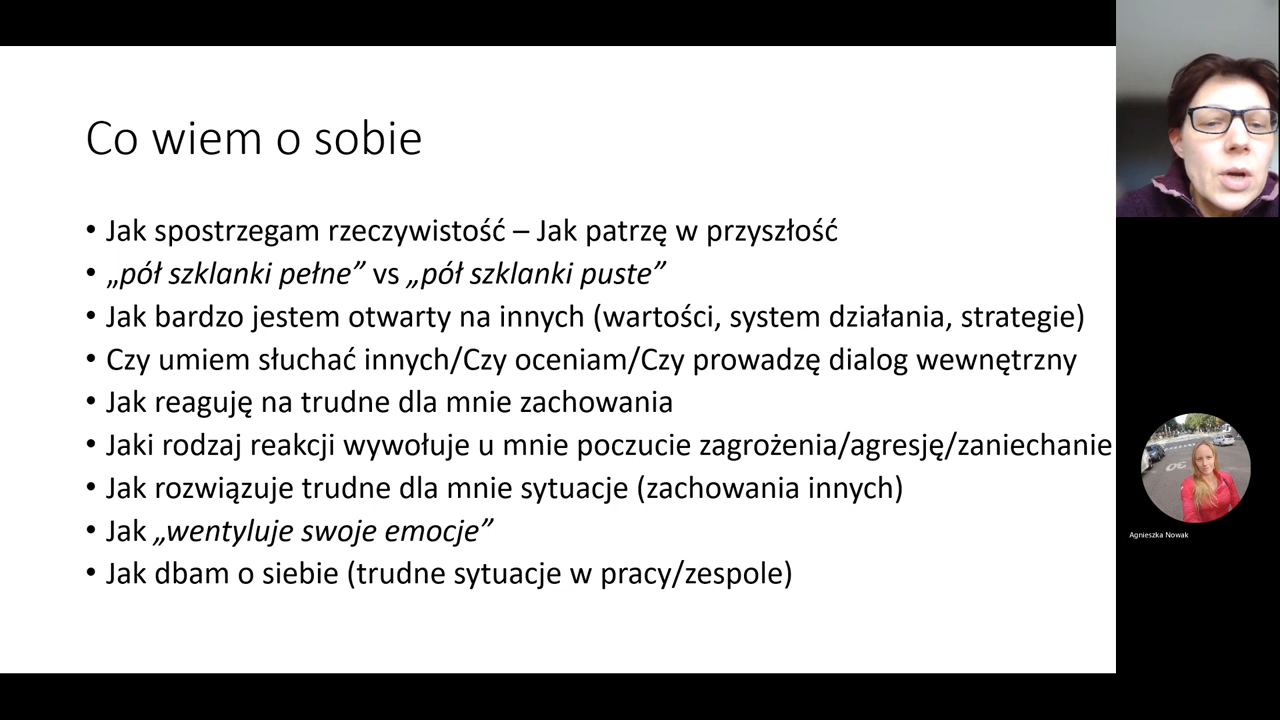 Co wiem o sobie
• Jak spostrzegam rzeczywistość – Jak patrzę w przyszłość
• „pół szklanki pełne” vs „pół szklanki puste”
• Jak bardzo jestem otwarty na innych (wartości, system działania, strategie)
• Czy umiem słuchać innych/Czy oceniam/Czy prowadzę dialog wewnętrzny
• Jak reaguję na trudne dla mnie zachowania
• Jaki rodzaj reakcji wywołuje u mnie poczucie zagrożenia/agresję/zaniechanie
• Jak rozwiązuje trudne dla mnie sytuacje (zachowania innych)
• Jak „wentyluje swoje emocje”
• Jak dbam o siebie (trudne sytuacje w pracy/zespole)
Agnieszka Nowak